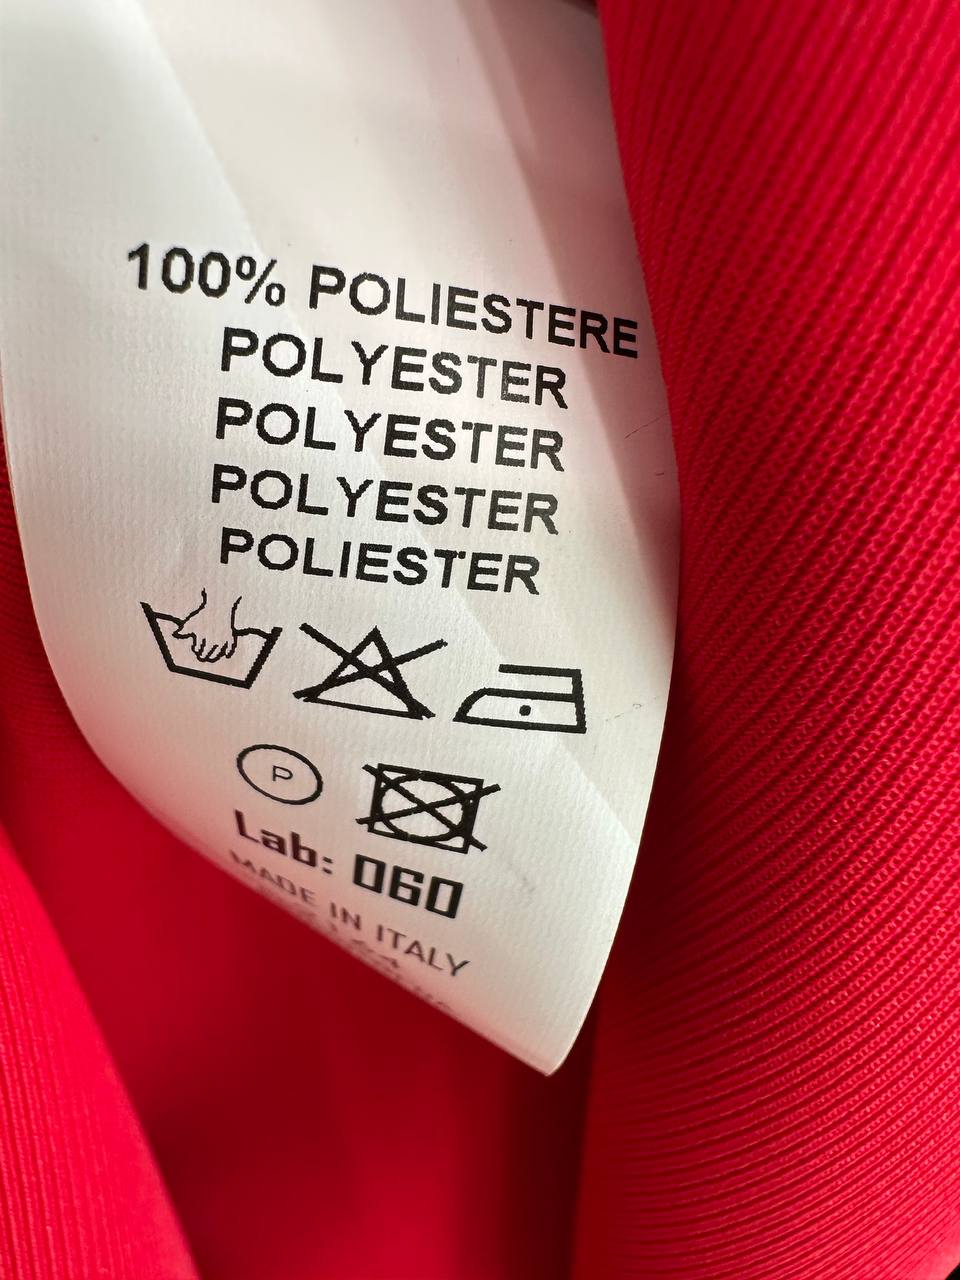 100% POLIESTERE
POLYESTER
POLYESTER
POLYESTER
POLIESTER
P
Lab: 060
MADE IN ITALY